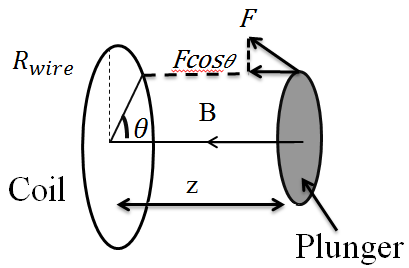 F
R_wire
Fcosθ
B
θ
Coil
z
Plunger